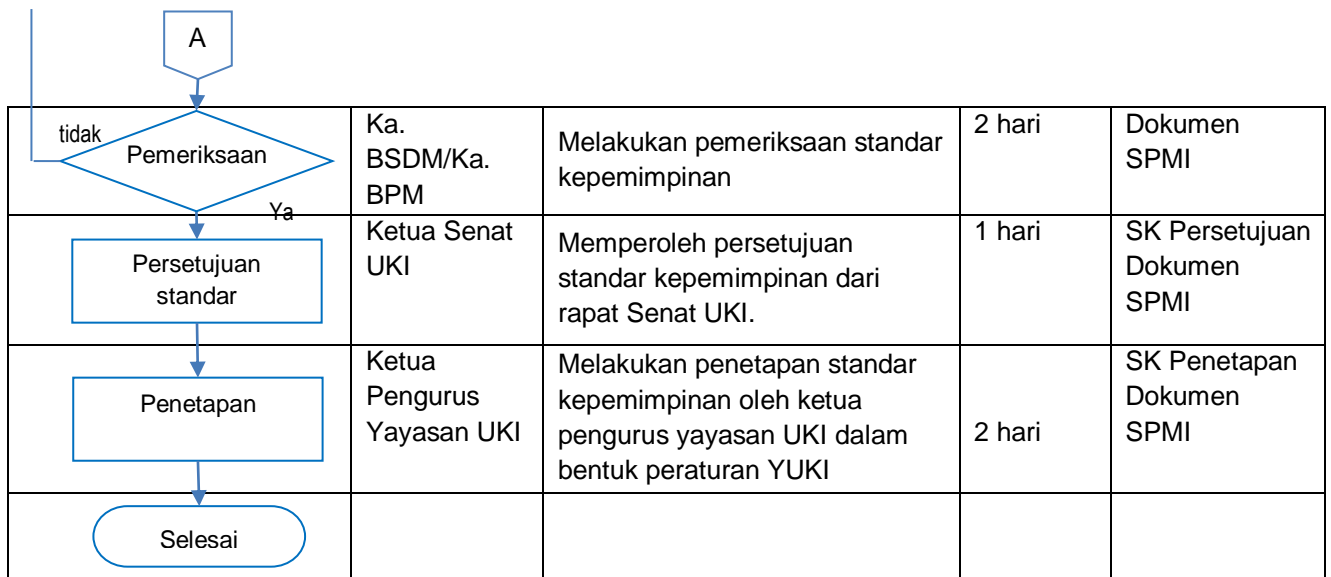 A
tidak
Pemeriksaan
Ya
Ka.
BSDM/Ka.
BPM
Melakukan pemeriksaan standar
kepemimpinan
2 hari
Dokumen
SPMI
Persetujuan
standar
Ketua Senat
UKI
Memperoleh persetujuan
standar kepemimpinan dari
rapat Senat UKI.
1 hari
SK Persetujuan
Dokumen
SPMI
Penetapan
Ketua
Pengurus
Yayasan UKI
Melakukan penetapan standar
kepemimpinan oleh ketua
pengurus yayasan UKI dalam
bentuk peraturan YUKI
2 hari
SK Penetapan
Dokumen
SPMI
Selesai